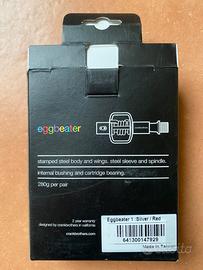 eggbeater
stamped steel body and wings. steel sleeve and spindle.
internal bushing and cartridge bearing.
280g per pair
2 year warranty
designed by crankbrothers in california
crankbrothers.com
Eggbeater 1 : Silver / Red
641300147929
Made in Taiwan
subito